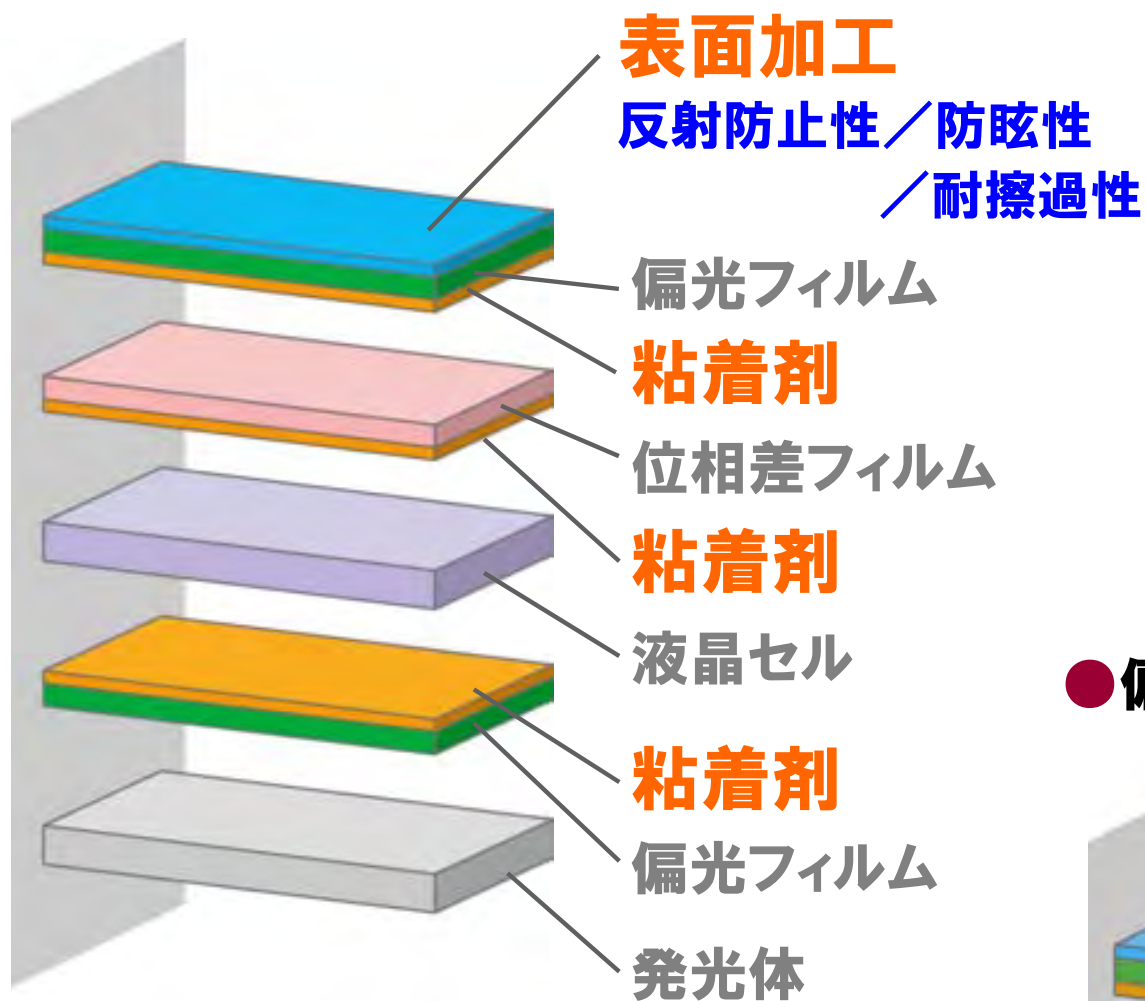 表面加工
反射防止性／防眩性
／耐擦過性
偏光フィルム
粘着剤
位相差フィルム
粘着剤
液晶セル
●偏
粘着剤
偏光フィルム
発光体